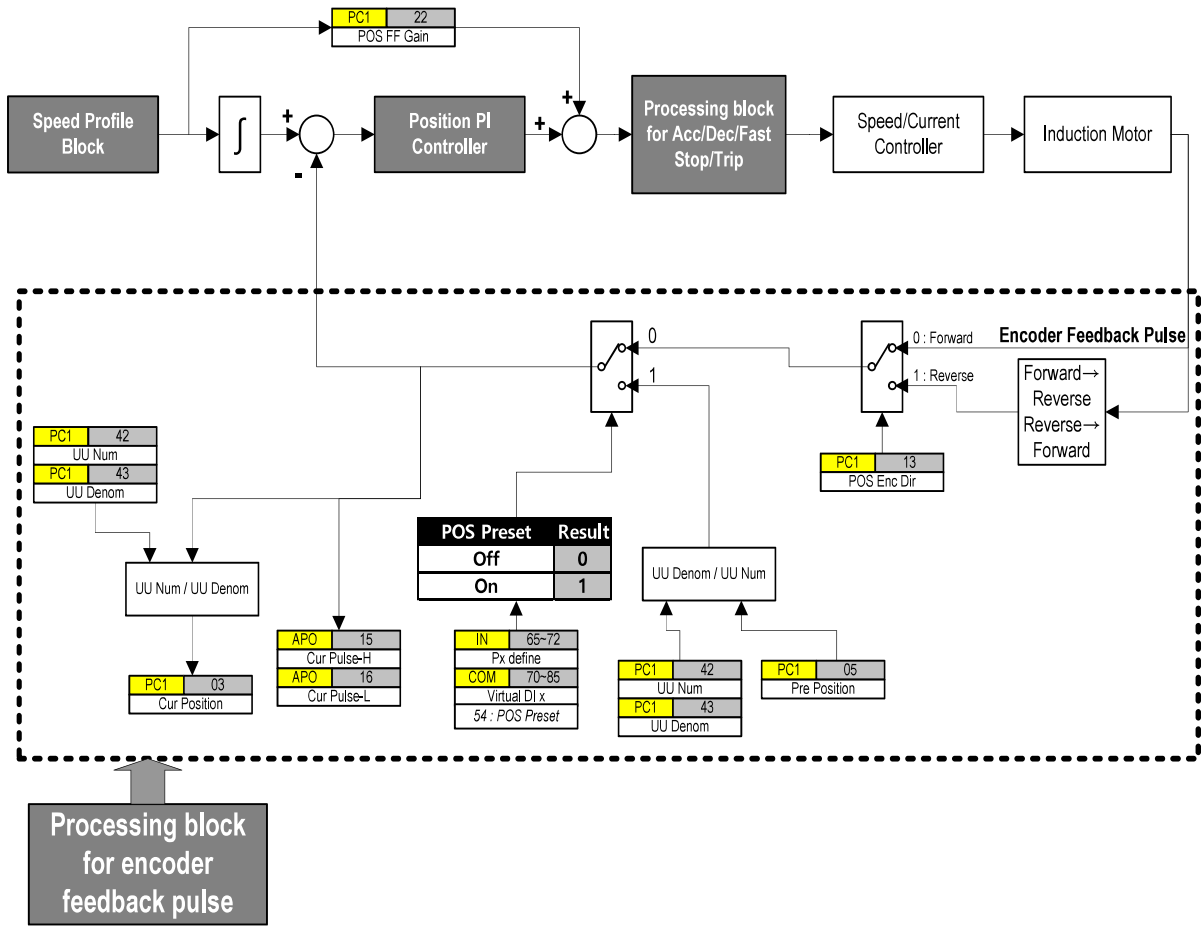 PC1 22
POS FF Gain
+
+
+
-
Speed Profile
Block
∫
Position PI
Controller
Processing block
for Acc/Dec/Fast
Stop/Trip
Speed/Current
Controller
Induction Motor
0
1
0 : Forward
Encoder Feedback Pulse
1 : Reverse
Forward→
Reverse
Reverse→
Forward
PC1 13
POS Enc Dir
PC1 42
UU Num
PC1 43
UU Denom
POS Preset Result
Off 0
On 1
UU Num / UU Denom
UU Denom / UU Num
PC1 03
Cur Position
APO 15
Cur Pulse-H
APO 16
Cur Pulse-L
IN 65~72
Px define
COM 70~85
Virtual DI x
54 : POS Preset
PC1 42
UU Num
PC1 43
UU Denom
PC1 05
Pre Position
Processing block
for encoder
feedback pulse